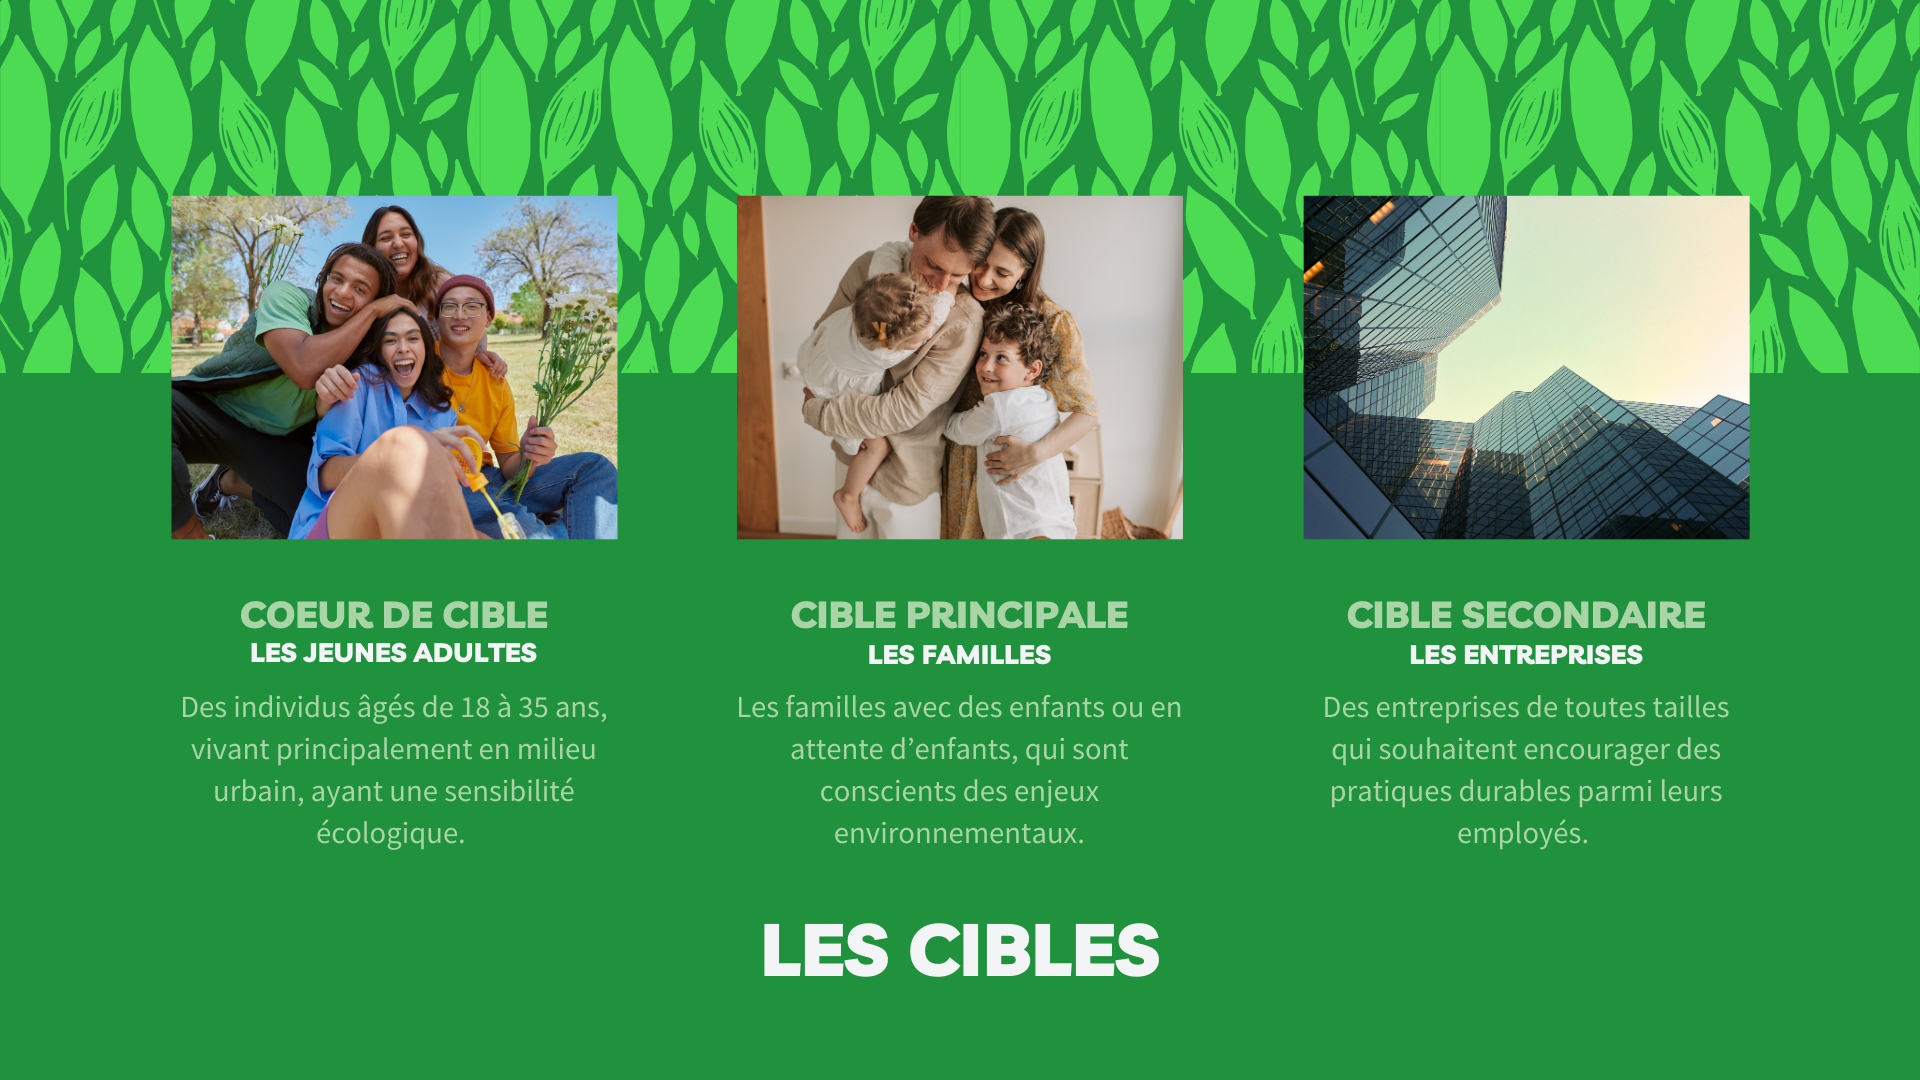 COEUR DE CIBLE
LES JEUNES ADULTES
Des individus âgés de 18 à 35 ans,
vivant principalement en milieu
urbain, ayant une sensibilité
écologique.
CIBLE PRINCIPALE
LES FAMILLES
Les familles avec des enfants ou en
attente d’enfants, qui sont
conscients des enjeux
environnementaux.
CIBLE SECONDAIRE
LES ENTREPRISES
Des entreprises de toutes tailles
qui souhaitent encourager des
pratiques durables parmi leurs
employés.
LES CIBLES